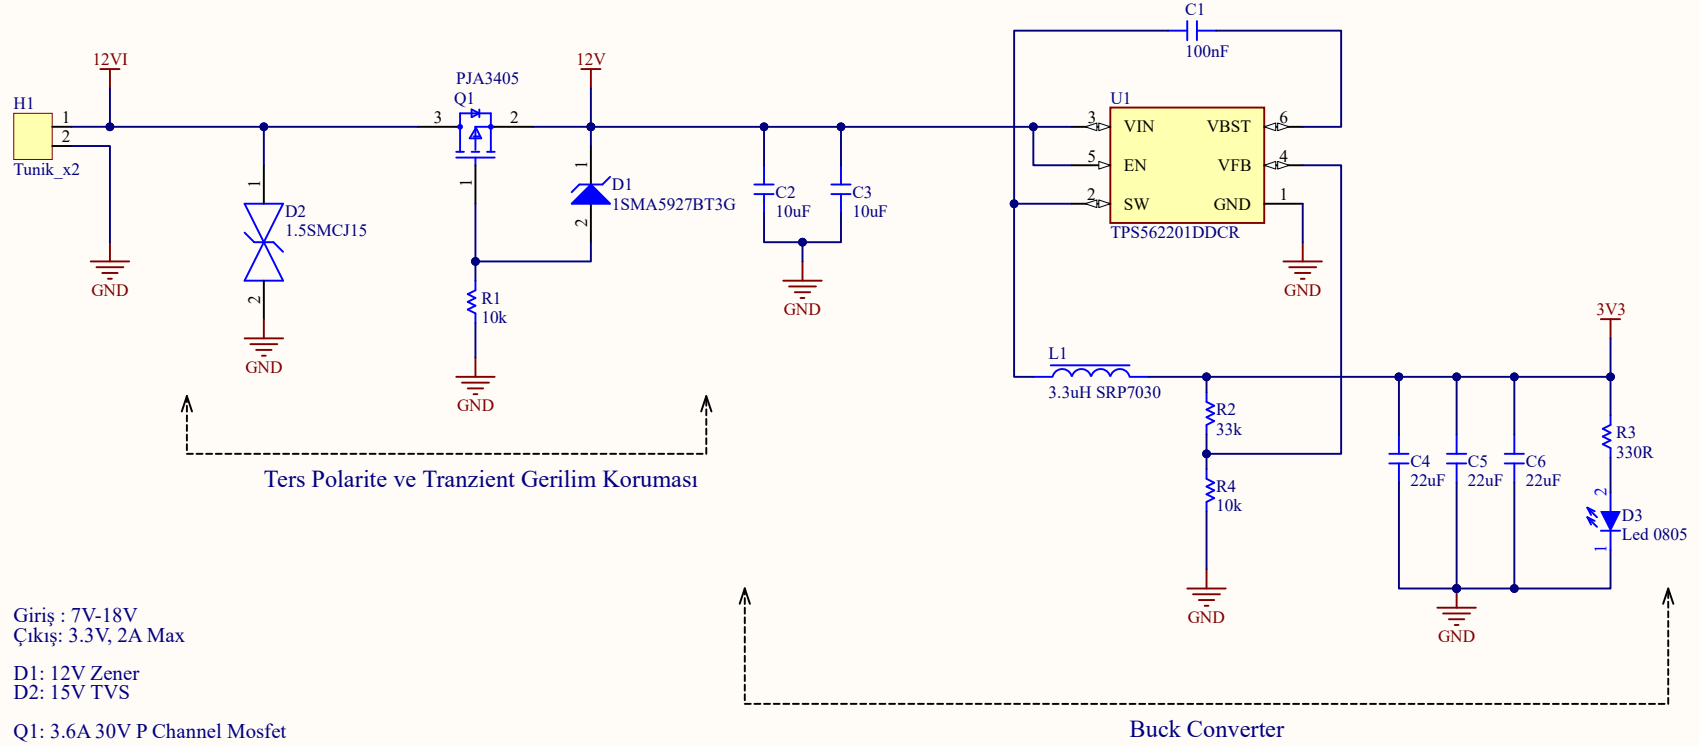 C1
100nF
12VI
PJA3405
12V
Q1
U1
H1
1
2
3
2
3
VIN
VBST
6
5
EN
VFB
4
2
SW
GND
1
TPS562201DDCR
Tunik_x2
1
D2
1.5SMCJ15
2
1
1
D1
1SMA5927BT3G
2
C2
10uF
C3
10uF
GND
GND
GND
GND
R1
10k
GND
3V3
L1
3.3uH SRP7030
R2
33k
R4
10k
GND
C4
22uF
C5
22uF
C6
22uF
R3
330R
2
D3
Led 0805
1
GND
Ters Polarite ve Tranzient Gerilim Koruması
Giriş : 7V-18V
Çıkış: 3.3V, 2A Max
D1: 12V Zener
D2: 15V TVS
Q1: 3.6A 30V P Channel Mosfet
Buck Converter